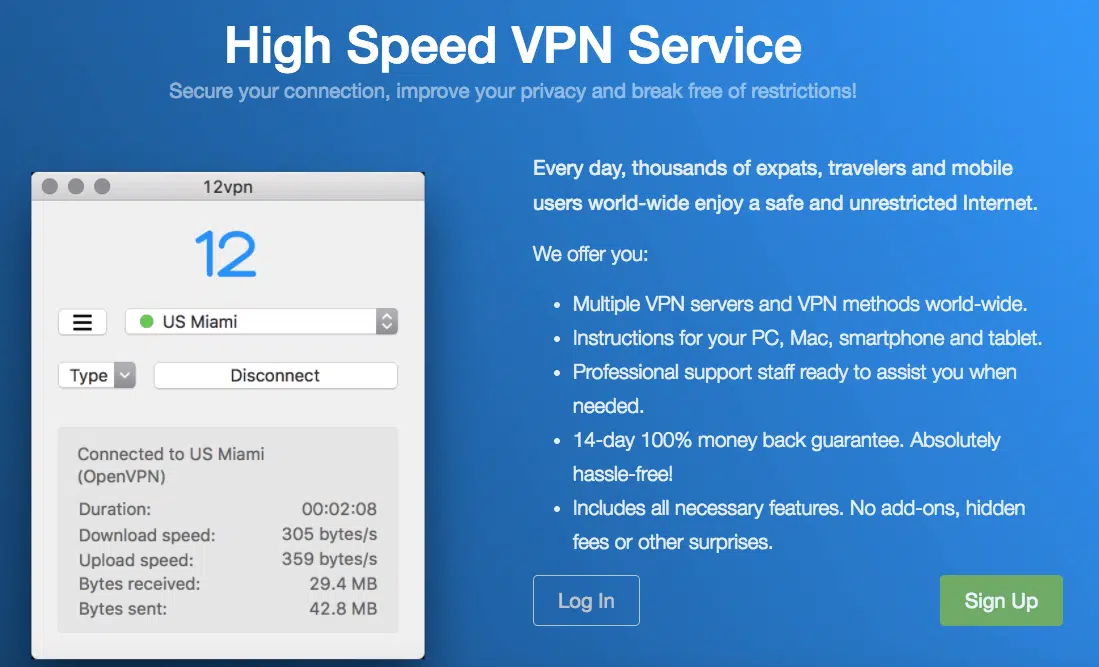 High Speed VPN Service
Secure your connection, improve your privacy and break free of restrictions!
12vpn
12
US Miami
Type
Disconnect
Connected to US Miami
(OpenVPN)
Duration: 00:02:08
Download speed: 305 bytes/s
Upload speed: 359 bytes/s
Bytes received: 29.4 MB
Bytes sent: 42.8 MB
Every day, thousands of expats, travelers and mobile
users world-wide enjoy a safe and unrestricted Internet.
We offer you:
• Multiple VPN servers and VPN methods world-wide.
• Instructions for your PC, Mac, smartphone and tablet.
• Professional support staff ready to assist you when
needed.
• 14-day 100% money back guarantee. Absolutely
hassle-free!
• Includes all necessary features. No add-ons, hidden
fees or other surprises.
Log In
Sign Up